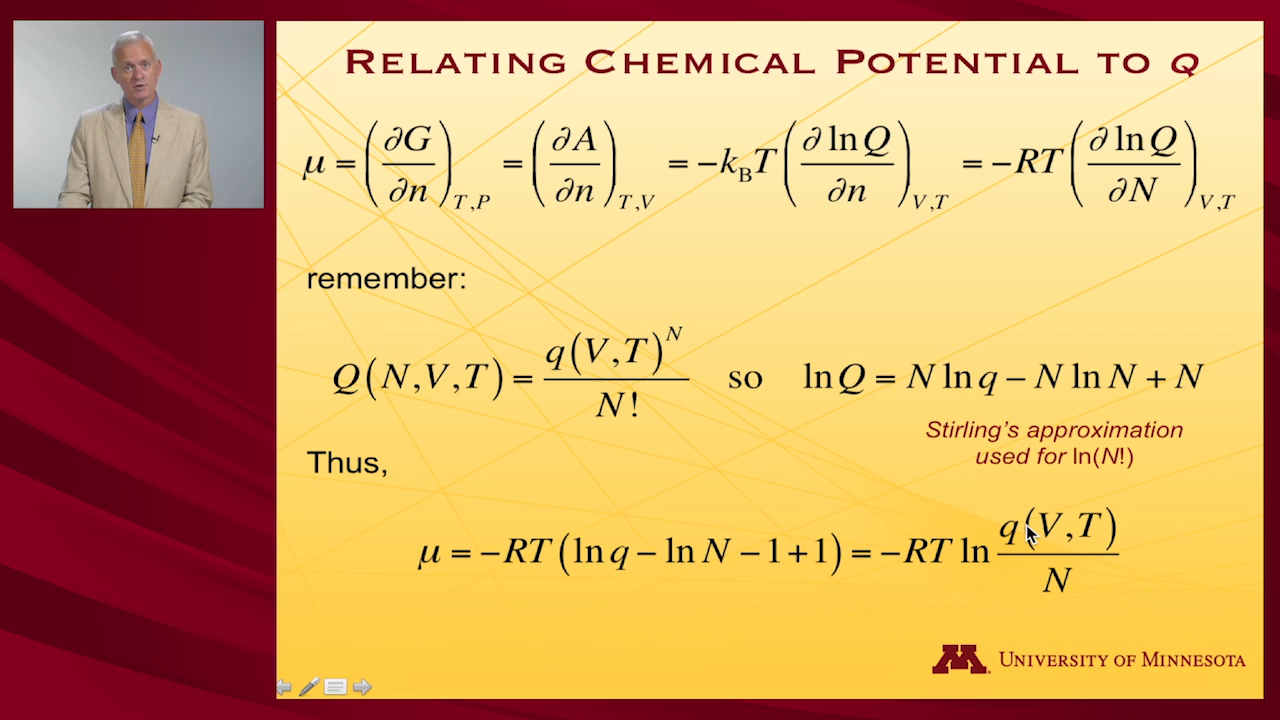 RELATING CHEMICAL POTENTIAL TO Q
μ = (∂G/∂n)_{T,P} = (∂A/∂n)_{T,V} = −k_B T (∂ ln Q/∂n)_{V,T} = −RT (∂ ln Q/∂N)_{V,T}
remember:
Q(N,V,T) = q(V,T)^N / N! so ln Q = N ln q − N ln N + N
Stirling's approximation
used for ln(N!)
Thus,
μ = −RT (ln q − ln N − 1 + 1) = −RT ln q(V,T)/N
M UNIVERSITY OF MINNESOTA